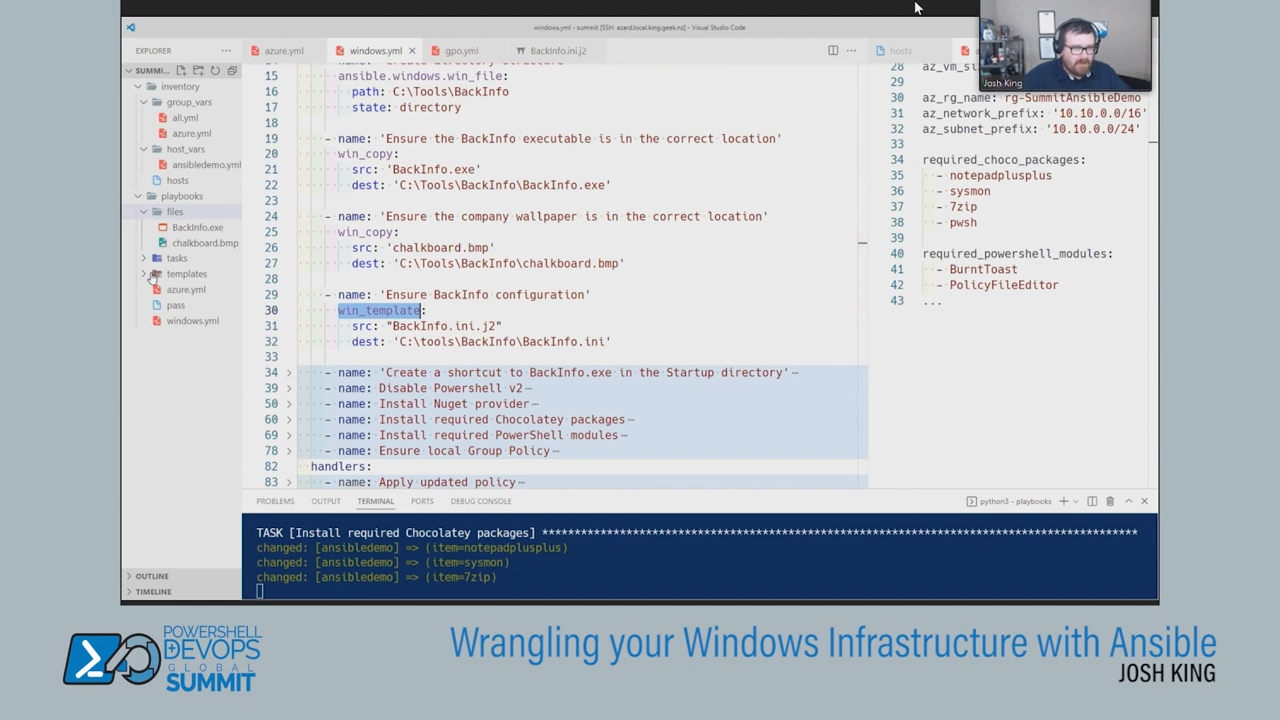 windows.yml - summit [SSH: azard.local.king.geek.nz] - Visual Studio Code
EXPLORER
azure.yml
windows.yml
gpo.yml
BackInfo.ini.j2
hosts
SUMMI...
inventory
group_vars
all.yml
azure.yml
host_vars
ansibledemo.yml
hosts
playbooks
files
BackInfo.exe
chalkboard.bmp
tasks
templates
azure.yml
pass
windows.yml
OUTLINE
TIMELINE
15 ansible.windows.win_file:
16 path: C:\Tools\BackInfo
17 state: directory
18
19 - name: 'Ensure the BackInfo executable is in the correct location'
20 win_copy:
21 src: 'BackInfo.exe'
22 dest: 'C:\Tools\BackInfo\BackInfo.exe'
23
24 - name: 'Ensure the company wallpaper is in the correct location'
25 win_copy:
26 src: 'chalkboard.bmp'
27 dest: 'C:\Tools\BackInfo\chalkboard.bmp'
28
29 - name: 'Ensure BackInfo configuration'
30 win_template:
31 src: "BackInfo.ini.j2"
32 dest: 'C:\tools\BackInfo\BackInfo.ini'
33
34 - name: 'Create a shortcut to BackInfo.exe in the Startup directory'
39 - name: Disable Powershell v2
50 - name: Install Nuget provider
60 - name: Install required Chocolatey packages
69 - name: Install required PowerShell modules
78 - name: Ensure local Group Policy
82 handlers:
83 - name: Apply updated policy
28 az_vm_si
29
30 az_rg_name: rg-SummitAnsibleDemo
31 az_network_prefix: '10.10.0.0/16'
32 az_subnet_prefix: '10.10.0.0/24'
33
34 required_choco_packages:
35 - notepadplusplus
36 - sysmon
37 - 7zip
38 - pwsh
39
40 required_powershell_modules:
41 - BurntToast
42 - PolicyFileEditor
43 ...
Josh King
PROBLEMS OUTPUT TERMINAL PORTS DEBUG CONSOLE
python3 - playbooks
TASK [Install required Chocolatey packages] ****************************************************************************************
changed: [ansibledemo] => (item=notepadplusplus)
changed: [ansibledemo] => (item=sysmon)
changed: [ansibledemo] => (item=7zip)
POWERSHELL
DEVOPS
GLOBAL
SUMMIT
Wrangling your Windows Infrastructure with Ansible
JOSH KING